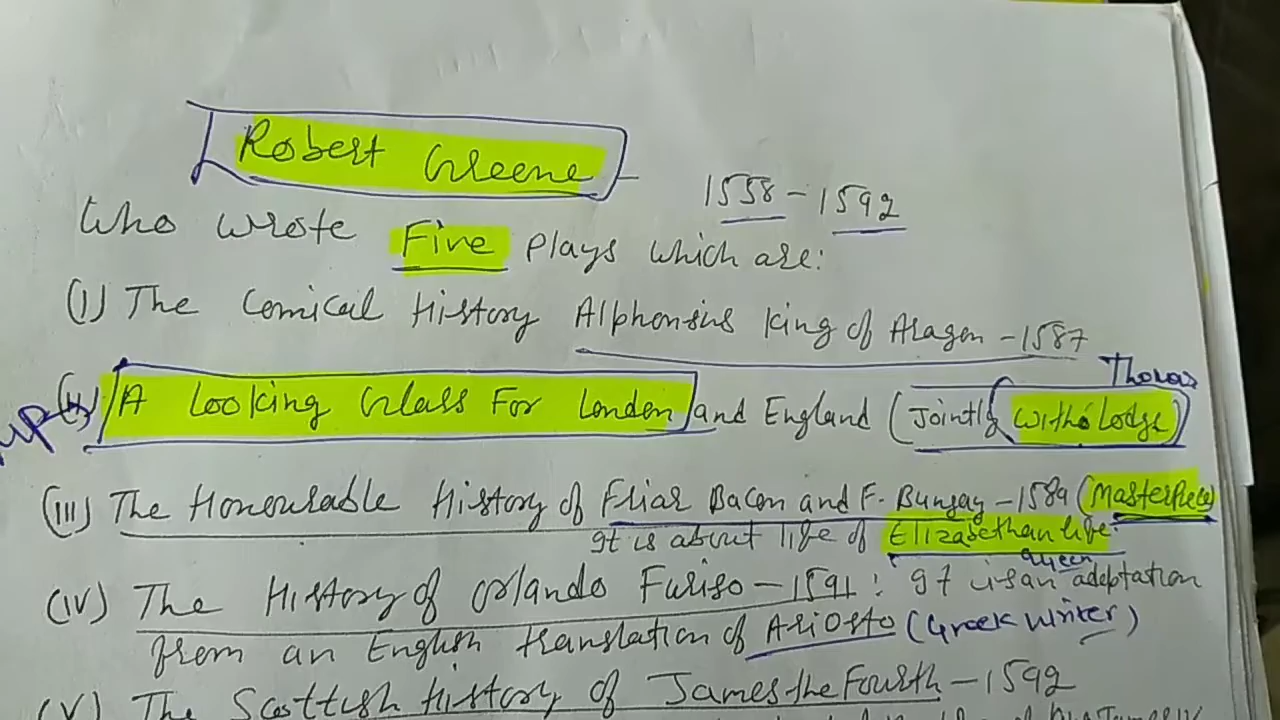 Robert Greene -
1558-1592
Who wrote Five plays which are:
(I) The Comical History Alphonsus King of Aragon -1587
Imp (II) A Looking Glass For London and England (Jointly with Lodge)
Thomas
(III) The Honourable History of Friar Bacon and F. Bungay -1589 (MasterPiece)
It is about life of Elizabethan life.
Queen
(IV) The History of Orlando Furiso -1591: It is an adeptation
from an English translation of Ariosto (Greek Writer)
(V) The Scottish History of James the Fourth -1592